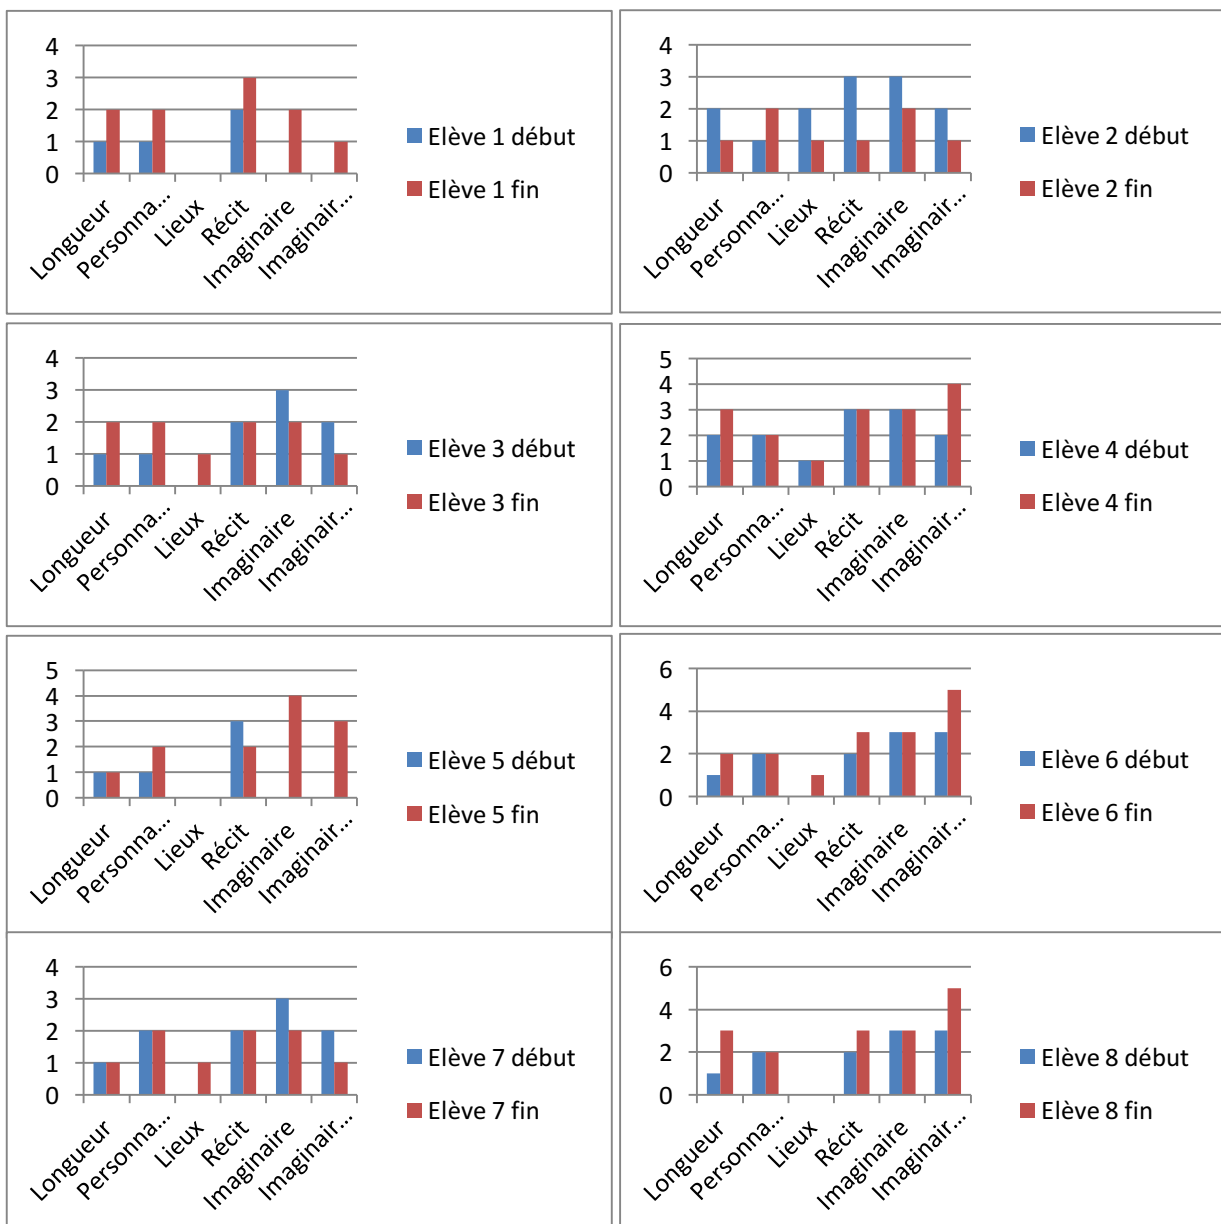 4
3
2
1
0
Longueur
Personna...
Lieux
Récit
Imaginaire
Imaginair...
Elève 1 début
Elève 1 fin
4
3
2
1
0
Longueur
Personna...
Lieux
Récit
Imaginaire
Imaginair...
Elève 2 début
Elève 2 fin
4
3
2
1
0
Longueur
Personna...
Lieux
Récit
Imaginaire
Imaginair...
Elève 3 début
Elève 3 fin
5
4
3
2
1
0
Longueur
Personna...
Lieux
Récit
Imaginaire
Imaginair...
Elève 4 début
Elève 4 fin
5
4
3
2
1
0
Longueur
Personna...
Lieux
Récit
Imaginaire
Imaginair...
Elève 5 début
Elève 5 fin
6
4
2
0
Longueur
Personna...
Lieux
Récit
Imaginaire
Imaginair...
Elève 6 début
Elève 6 fin
4
3
2
1
0
Longueur
Personna...
Lieux
Récit
Imaginaire
Imaginair...
Elève 7 début
Elève 7 fin
6
4
2
0
Longueur
Personna...
Lieux
Récit
Imaginaire
Imaginair...
Elève 8 début
Elève 8 fin